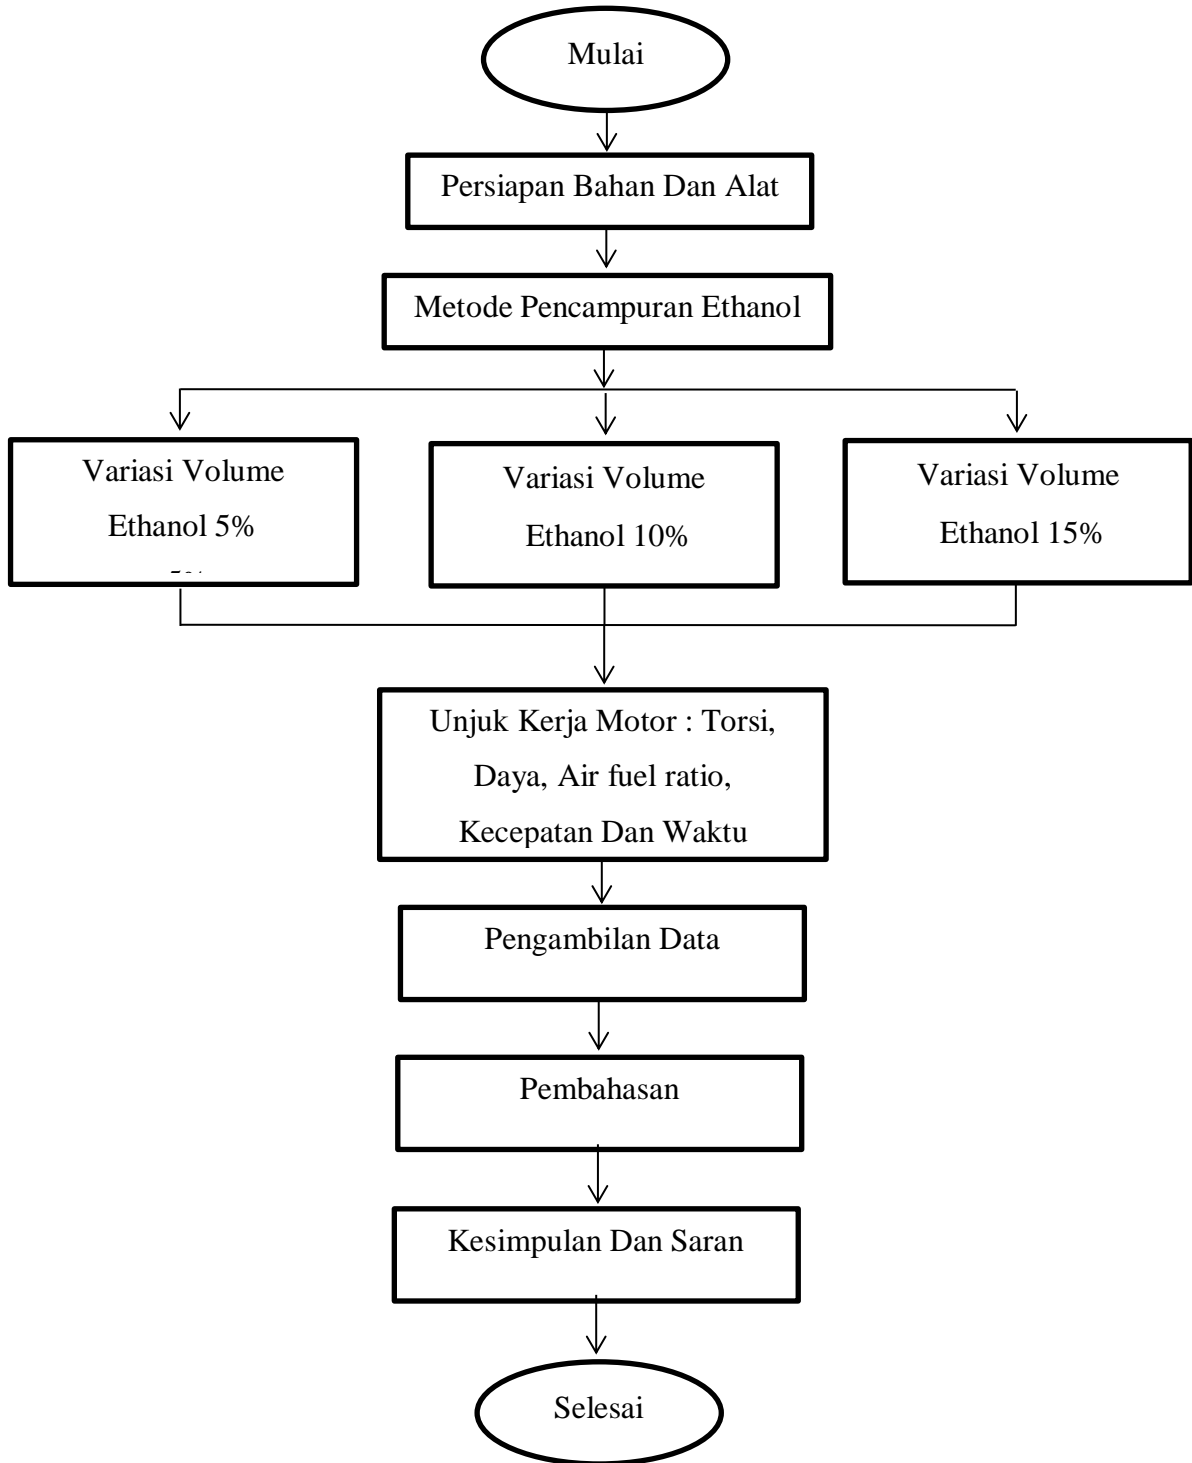 Mulai
Persiapan Bahan Dan Alat
Metode Pencampuran Ethanol
Variasi Volume
Ethanol 5%
Variasi Volume
Ethanol 10%
Variasi Volume
Ethanol 15%
Unjuk Kerja Motor : Torsi,
Daya, Air fuel ratio,
Kecepatan Dan Waktu
Pengambilan Data
Pembahasan
Kesimpulan Dan Saran
Selesai